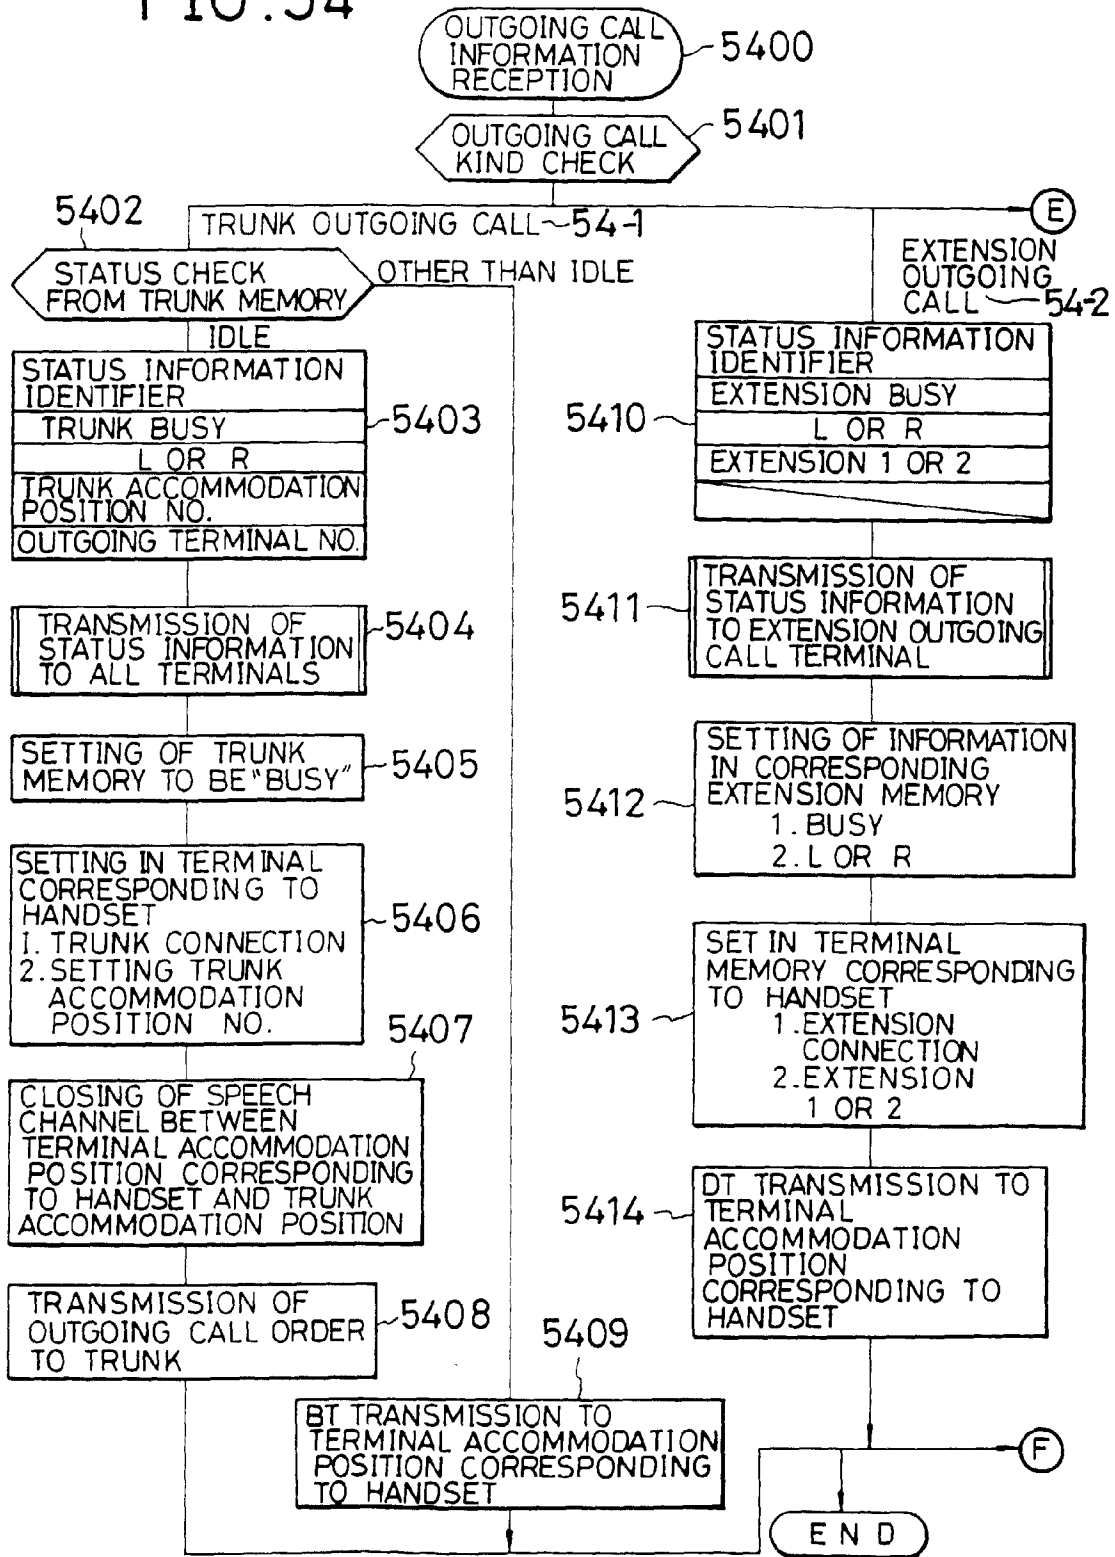 FIG.54
OUTGOING CALL
INFORMATION
RECEPTION
5400
OUTGOING CALL
KIND CHECK
5401
E
5402
TRUNK OUTGOING CALL
54-1
STATUS CHECK
FROM TRUNK MEMORY
OTHER THAN IDLE
IDLE
STATUS INFORMATION
IDENTIFIER
TRUNK BUSY
L OR R
TRUNK ACCOMMODATION
POSITION NO.
OUTGOING TERMINAL NO.
5403
TRANSMISSION OF
STATUS INFORMATION
TO ALL TERMINALS
5404
SETTING OF TRUNK
MEMORY TO BE "BUSY"
5405
SETTING IN TERMINAL
CORRESPONDING TO
HANDSET
1. TRUNK CONNECTION
2. SETTING TRUNK
ACCOMMODATION
POSITION NO.
5406
5407
CLOSING OF SPEECH
CHANNEL BETWEEN
TERMINAL ACCOMMODATION
POSITION CORRESPONDING
TO HANDSET AND TRUNK
ACCOMMODATION POSITION
TRANSMISSION OF
OUTGOING CALL ORDER
TO TRUNK
5408
5409
BT TRANSMISSION TO
TERMINAL ACCOMMODATION
POSITION CORRESPONDING
TO HANDSET
EXTENSION
OUTGOING
CALL
54-2
STATUS INFORMATION
IDENTIFIER
EXTENSION BUSY
L OR R
EXTENSION 1 OR 2
5410
TRANSMISSION OF
STATUS INFORMATION
TO EXTENSION OUTGOING
CALL TERMINAL
5411
SETTING OF INFORMATION
IN CORRESPONDING
EXTENSION MEMORY
1. BUSY
2. L OR R
5412
SET IN TERMINAL
MEMORY CORRESPONDING
TO HANDSET
1. EXTENSION
CONNECTION
2. EXTENSION
1 OR 2
5413
DT TRANSMISSION TO
TERMINAL
ACCOMMODATION
POSITION
CORRESPONDING TO
HANDSET
5414
F
END